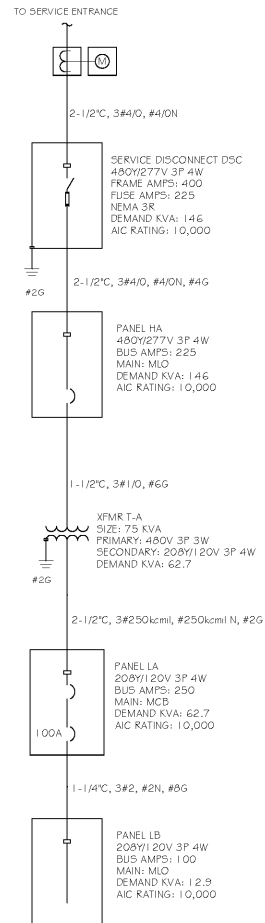 TO SERVICE ENTRANCE
M
2-1/2"C, 3#4/0, #4/0N
SERVICE DISCONNECT DSC
480Y/277V 3P 4W
FRAME AMPS: 400
FUSE AMPS: 225
NEMA 3R
DEMAND KVA: 146
AIC RATING: 10,000
#2G
2-1/2"C, 3#4/0, #4/0N, #4G
PANEL HA
480Y/277V 3P 4W
BUS AMPS: 225
MAIN: MLO
DEMAND KVA: 146
AIC RATING: 10,000
1-1/2"C, 3#1/0, #6G
XFMR T-A
SIZE: 75 KVA
PRIMARY: 480V 3P 3W
SECONDARY: 208Y/120V 3P 4W
DEMAND KVA: 62.7
#2G
2-1/2"C, 3#250kcmil, #250kcmil N, #2G
PANEL LA
208Y/120V 3P 4W
BUS AMPS: 250
MAIN: MCB
DEMAND KVA: 62.7
AIC RATING: 10,000
100A
1-1/4"C, 3#2, #2N, #8G
PANEL LB
208Y/120V 3P 4W
BUS AMPS: 100
MAIN: MLO
DEMAND KVA: 12.9
AIC RATING: 10,000